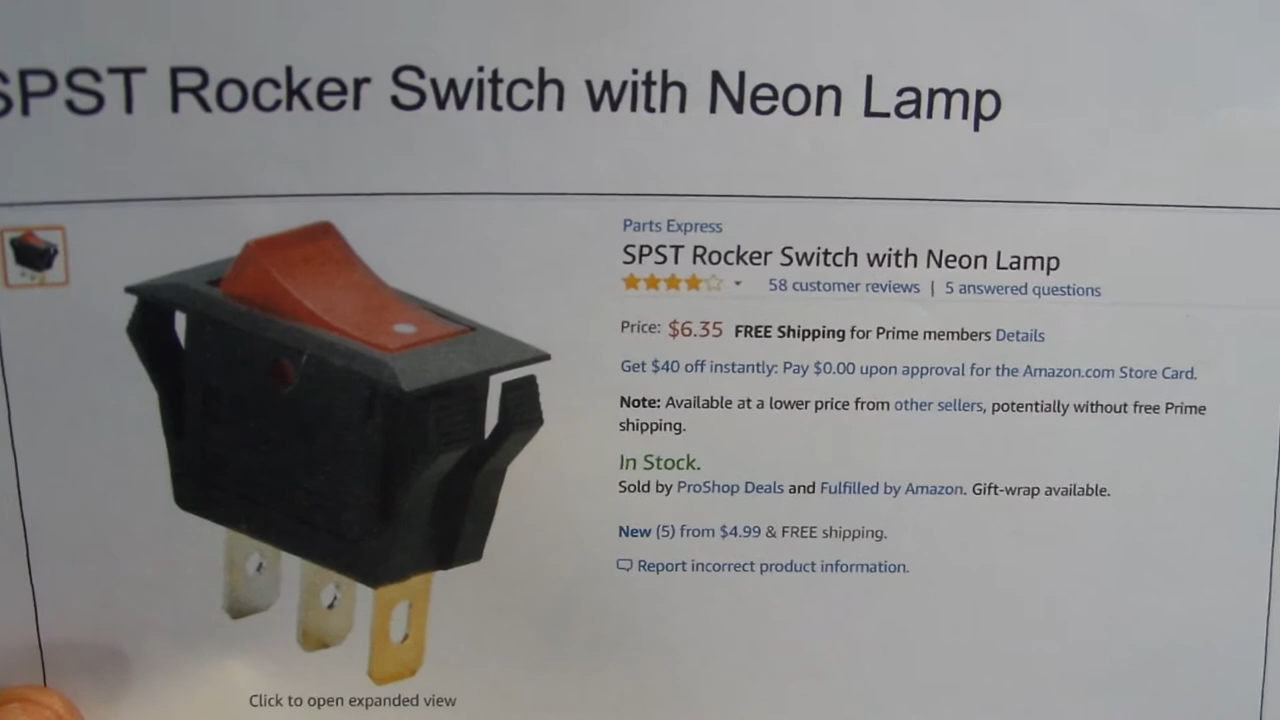 SPST Rocker Switch with Neon Lamp
Parts Express
SPST Rocker Switch with Neon Lamp
58 customer reviews | 5 answered questions
Price: $6.35 FREE Shipping for Prime members Details
Get $40 off instantly: Pay $0.00 upon approval for the Amazon.com Store Card.
Note: Available at a lower price from other sellers, potentially without free Prime
shipping.
In Stock.
Sold by ProShop Deals and Fulfilled by Amazon. Gift-wrap available.
New (5) from $4.99 & FREE shipping.
Report incorrect product information.
Click to open expanded view